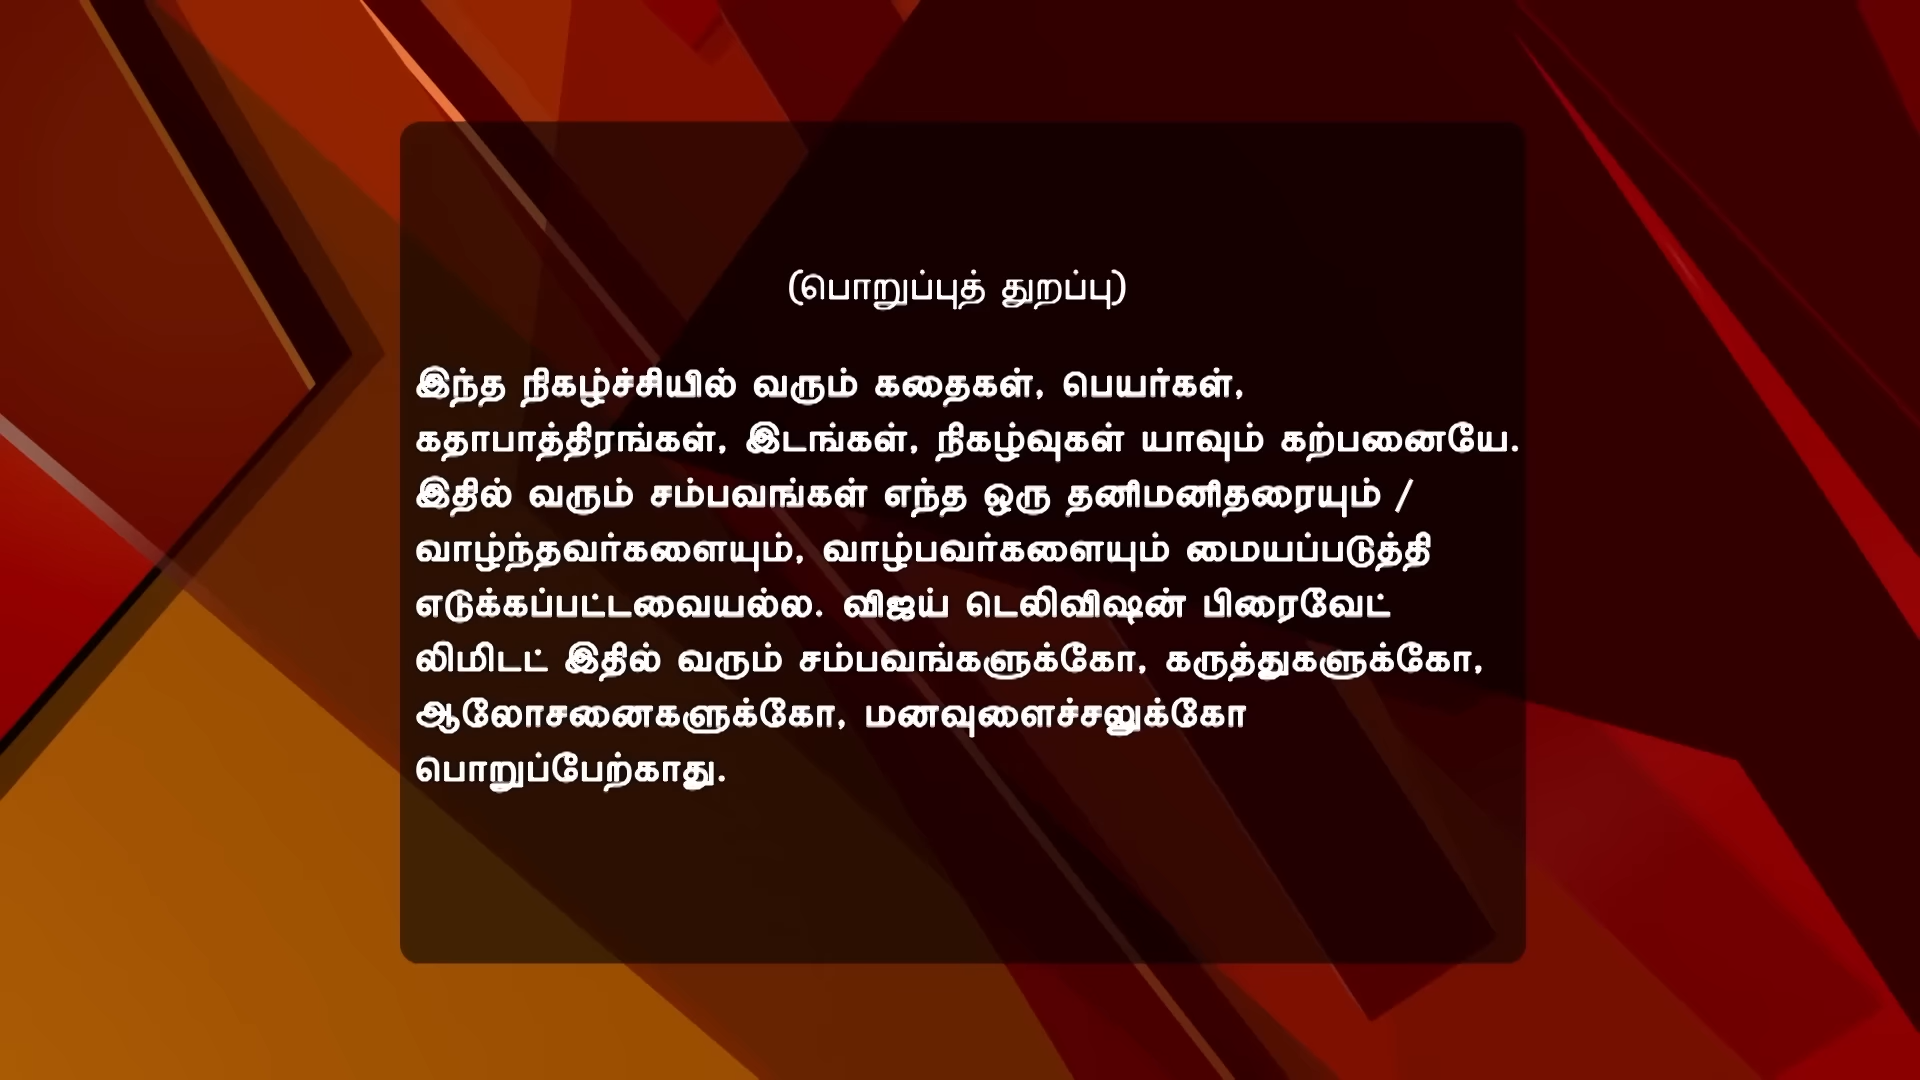 (பொறுப்புத் துறப்பு)
இந்த நிகழ்ச்சியில் வரும் கதைகள், பெயர்கள்,
கதாபாத்திரங்கள், இடங்கள், நிகழ்வுகள் யாவும் கற்பனையே.
இதில் வரும் சம்பவங்கள் எந்த ஒரு தனிமனிதரையும் /
வாழ்ந்தவர்களையும், வாழ்பவர்களையும் மையப்படுத்தி
எடுக்கப்பட்டவையல்ல. விஜய் டெலிவிஷன் பிரைவேட்
லிமிடட் இதில் வரும் சம்பவங்களுக்கோ, கருத்துகளுக்கோ,
ஆலோசனைகளுக்கோ, மனவுளைச்சலுக்கோ
பொறுப்பேற்காது.